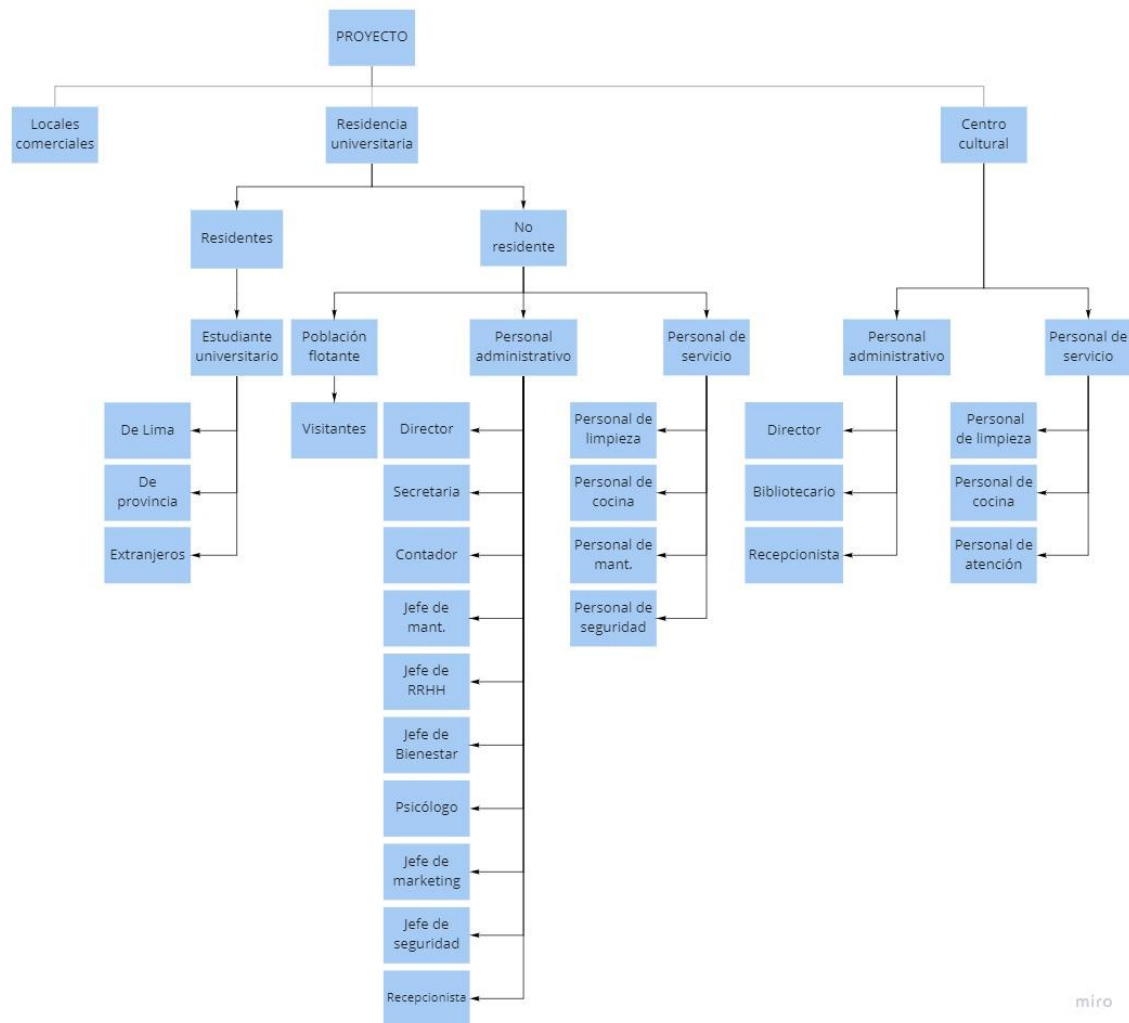 PROYECTO
Locales
comerciales
Residencia
universitaria
Centro
cultural
Residentes
No
residente
Estudiante
universitario
Población
flotante
Personal
administrativo
Personal de
servicio
Personal
administrativo
Personal de
servicio
De Lima
Visitantes
Director
Personal de
limpieza
Director
Personal
de limpieza
De
provincia
Secretaria
Personal de
cocina
Bibliotecario
Personal de
cocina
Extranjeros
Contador
Personal de
mant.
Recepcionista
Personal de
atención
Jefe de
mant.
Personal de
seguridad
Jefe de
RRHH
Jefe de
Bienestar
Psicólogo
Jefe de
marketing
Jefe de
seguridad
Recepcionista
miro